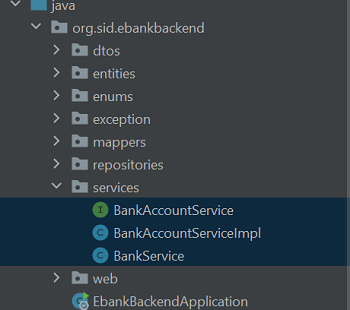 java
org.sid.ebankbackend
dtos
entities
enums
exception
mappers
repositories
services
I BankAccountService
C BankAccountServiceImpl
C BankService
web
EbankBackendApplication